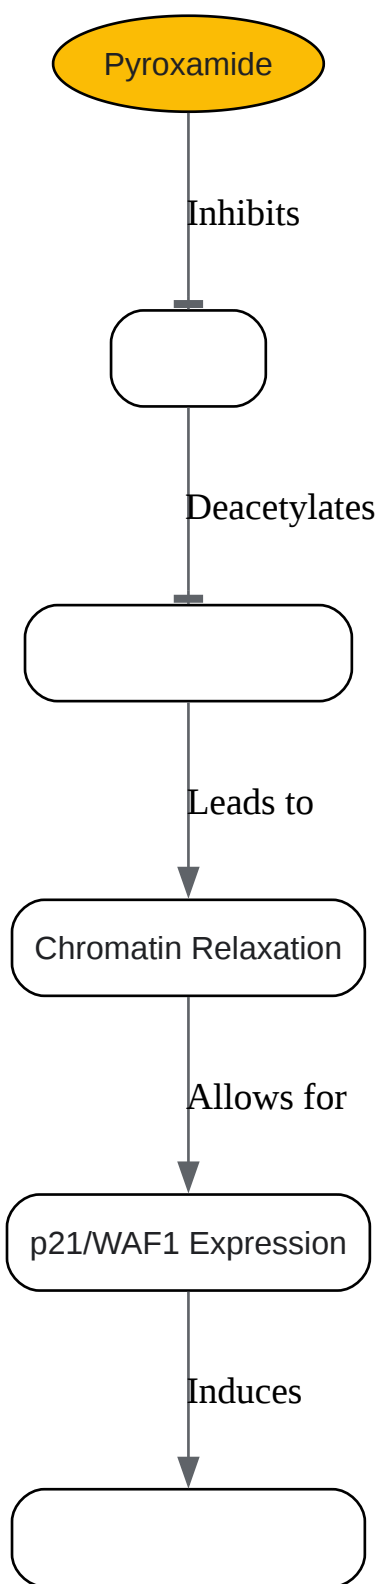 Pyroxamide
Inhibits
Deacetylates
Leads to
Chromatin Relaxation
Allows for
p21/WAF1 Expression
Induces